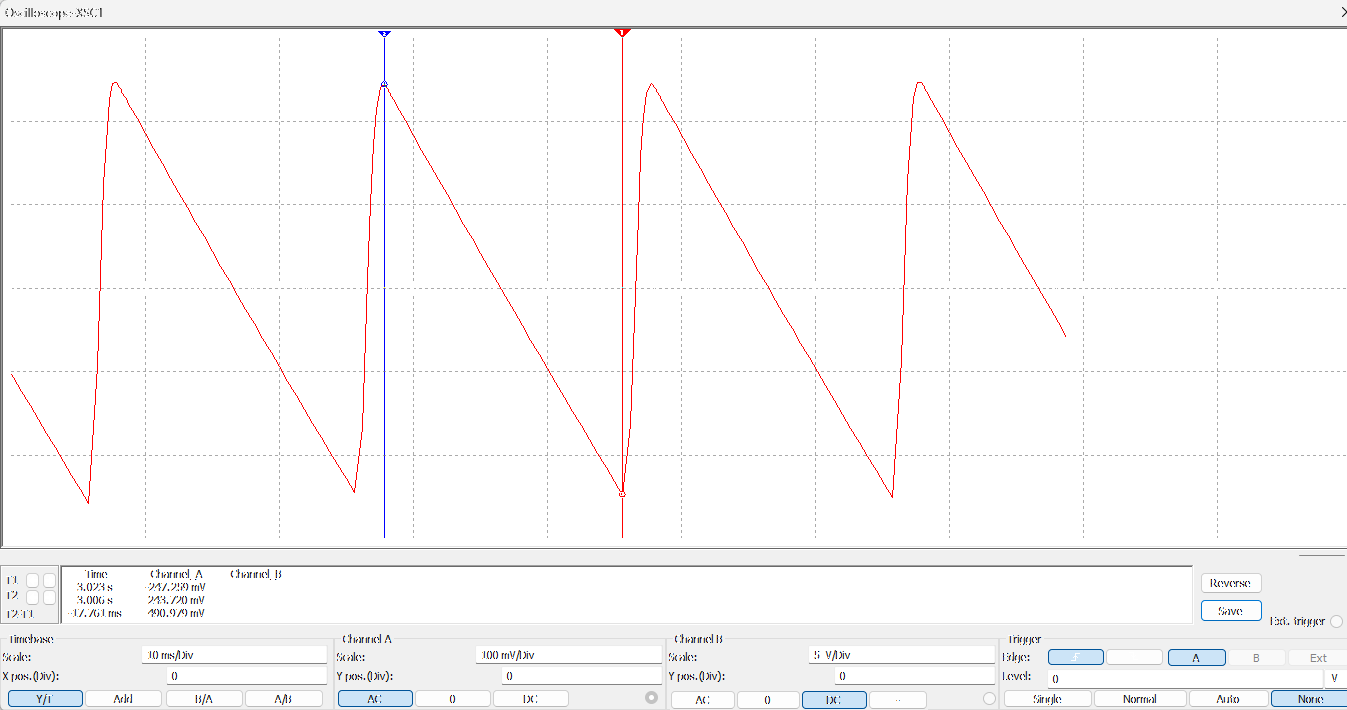 Oscilloscope-XSC1
2
1
Time Channel_A Channel_B
T1 3.023 s -247.259 mV
T2 3.006 s 243.720 mV
T2-T1 -17.761 ms 490.979 mV
Reverse
Save
Ext. Trigger
Timebase
Scale: 10 ms/Div
X pos.(Div): 0
Y/T Add B/A A/B
Channel A
Scale: 100 mV/Div
Y pos.(Div): 0
AC 0 DC
Channel B
Scale: 5 V/Div
Y pos.(Div): 0
AC 0 DC -
Trigger
Edge: A B Ext
Level: 0 V
Single Normal Auto None